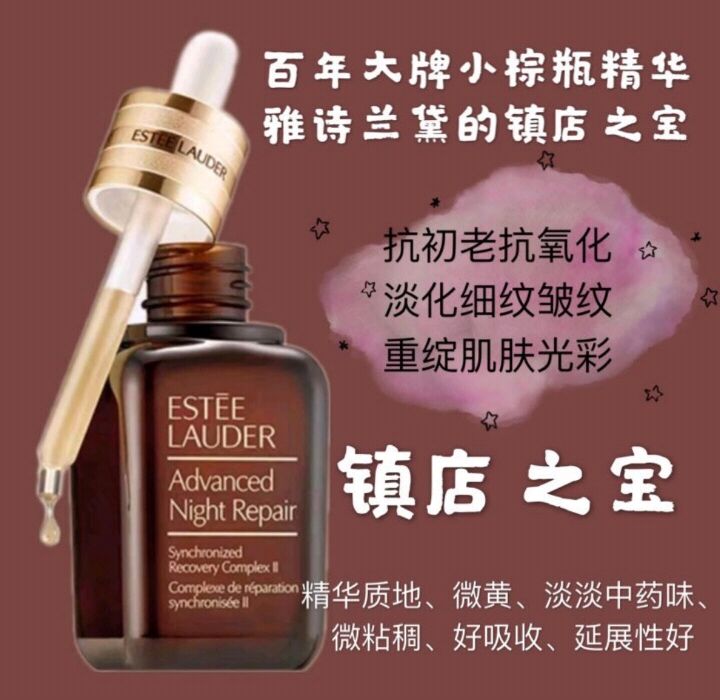 百年大牌小棕瓶精华
雅诗兰黛的镇店之宝
ESTEE LAUDER
抗初老抗氧化
淡化细纹皱纹
重绽肌肤光彩
ESTĒE
LAUDER
Advanced
Night Repair
Synchronized
Recovery Complex II
Complexe de réparation
synchronisée II
镇店之宝
精华质地、微黄、淡淡中药味、
微粘稠、好吸收、延展性好